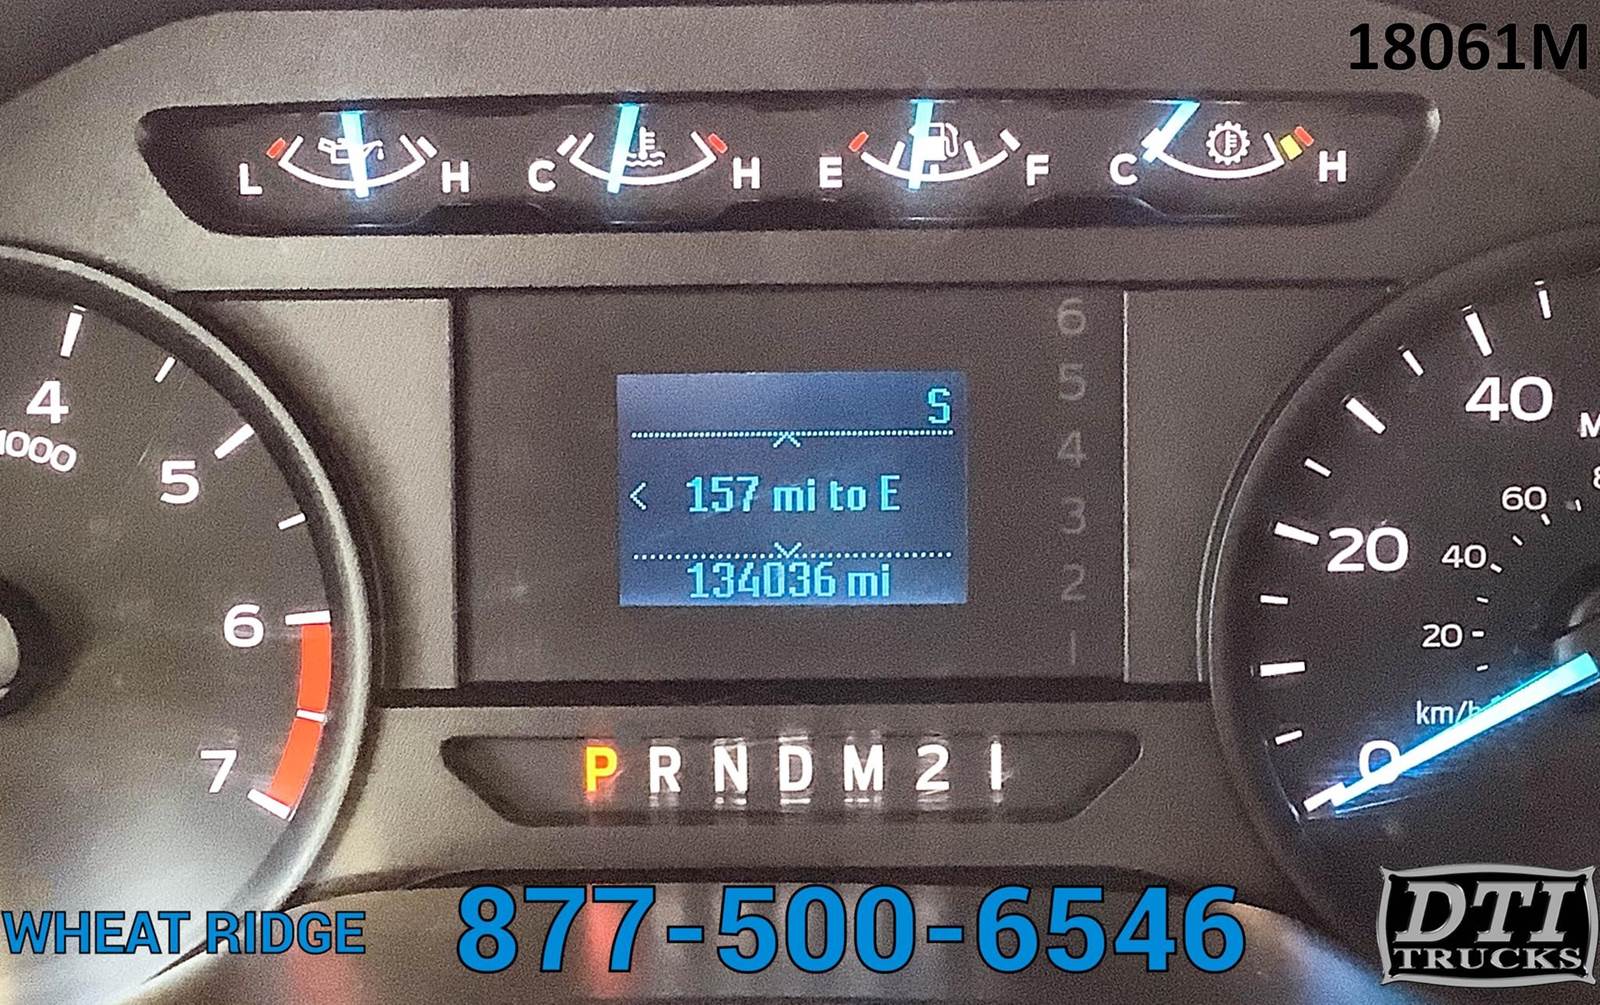 18061M
L H C H E F C H
4
1000
5
6
7
S
< 157 mi to E
134036 mi
6
5
4
3
2
1
40
20
0
60
40
20
km/h
P R N D M 2 1
WHEAT RIDGE 877-500-6546
DTI
TRUCKS